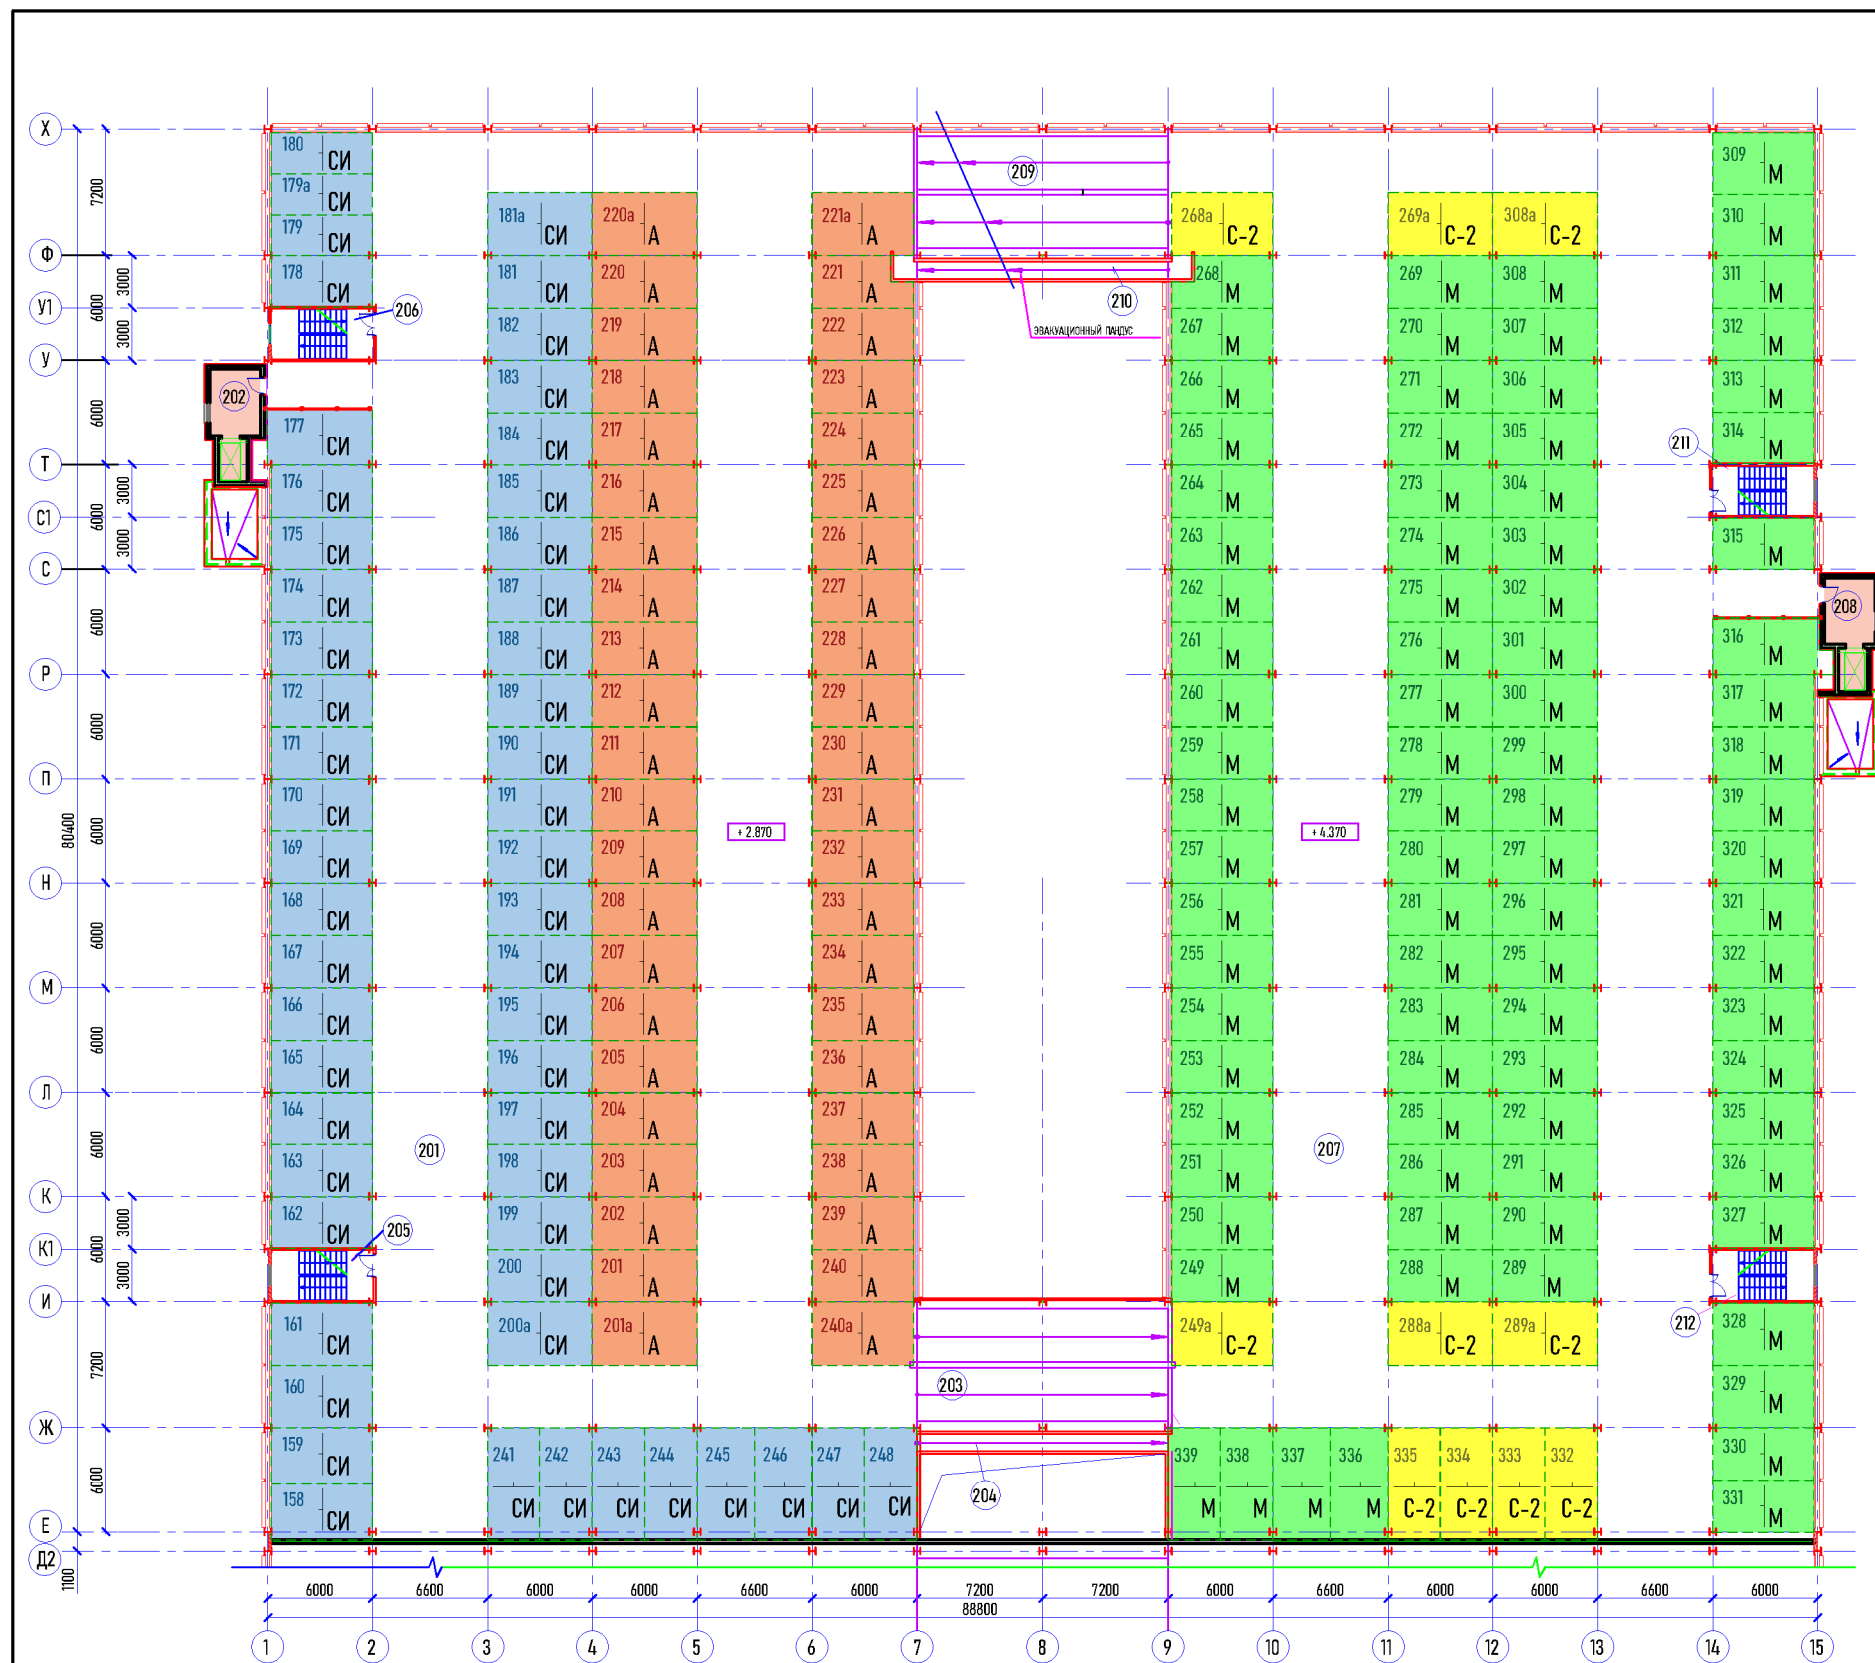 Х
180 СИ
179а СИ
179 СИ
178 СИ
7200
181а СИ 220а А 221а А
209
268а С-2 269а С-2 308а С-2
309 М
310 М
Ф
181 СИ 220 А 221 А
210
268 М 269 М 308 М 311 М
3000
6000
У1
206
3000
182 СИ 219 А 222 А
ЭВАКУАЦИОННЫЙ ПАНДУС
267 М 270 М 307 М 312 М
У
202
183 СИ 218 А 223 А 266 М 271 М 306 М 313 М
6000
177 СИ 184 СИ 217 А 224 А 265 М 272 М 305 М 314 М
211
Т
176 СИ 185 СИ 216 А 225 А 264 М 273 М 304 М
3000
6000
С1
3000
175 СИ 186 СИ 215 А 226 А 263 М 274 М 303 М 315 М
С
174 СИ 187 СИ 214 А 227 А 262 М 275 М 302 М
208
6000
173 СИ 188 СИ 213 А 228 А 261 М 276 М 301 М 316 М
Р
172 СИ 189 СИ 212 А 229 А 260 М 277 М 300 М 317 М
6000
171 СИ 190 СИ 211 А 230 А 259 М 278 М 299 М 318 М
П
170 СИ 191 СИ 210 А 231 А 258 М 279 М 298 М 319 М
80400
6000
+ 2.870
+ 4.370
169 СИ 192 СИ 209 А 232 А 257 М 280 М 297 М 320 М
Н
168 СИ 193 СИ 208 А 233 А 256 М 281 М 296 М 321 М
6000
167 СИ 194 СИ 207 А 234 А 255 М 282 М 295 М 322 М
М
166 СИ 195 СИ 206 А 235 А 254 М 283 М 294 М 323 М
6000
165 СИ 196 СИ 205 А 236 А 253 М 284 М 293 М 324 М
Л
164 СИ 197 СИ 204 А 237 А 252 М 285 М 292 М 325 М
6000
201
207
163 СИ 198 СИ 203 А 238 А 251 М 286 М 291 М 326 М
К
162 СИ 199 СИ 202 А 239 А 250 М 287 М 290 М 327 М
3000
6000
205
К1
3000
200 СИ 201 А 240 А 249 М 288 М 289 М
И
212
161 СИ 200а СИ 201а А 240а А 249а С-2 288а С-2 289а С-2 328 М
7200
203
160 СИ 329 М
Ж
159 СИ
241 СИ 242 СИ 243 СИ 244 СИ 245 СИ 246 СИ 247 СИ 248 СИ
204
339 М 338 М 337 М 336 М 335 С-2 334 С-2 333 С-2 332 С-2
330 М
6000
158 СИ 331 М
Е
Д2
1100
6000 6600 6000 6000 6600 6000 7200 7200 6000 6600 6000 6000 6600 6000
88800
1 2 3 4 5 6 7 8 9 10 11 12 13 14 15